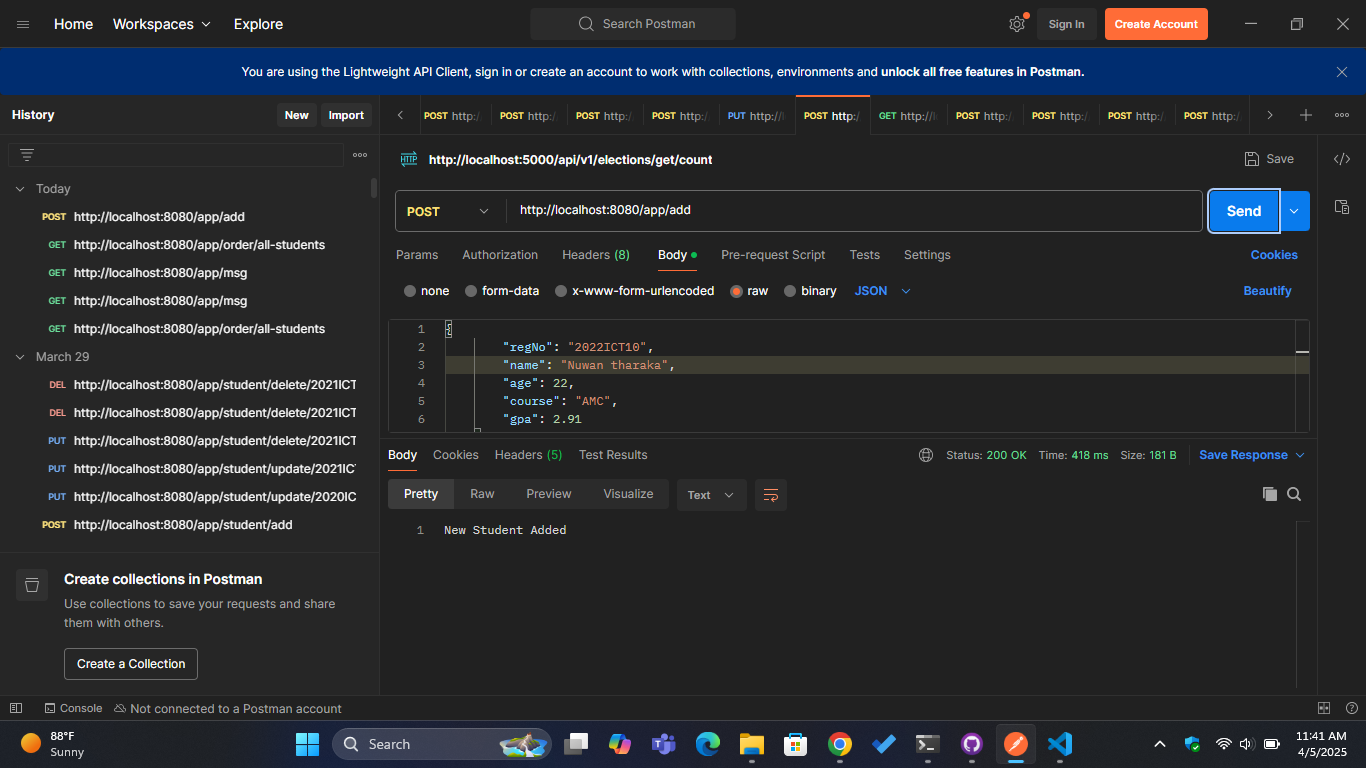 Home Workspaces Explore Search Postman Sign In Create Account
You are using the Lightweight API Client, sign in or create an account to work with collections, environments and unlock all free features in Postman.
History New Import
POST http:/ POST http:/ POST http:/ POST http:/ PUT http:// POST http:/ GET http:// POST http:/ POST http:/ POST http:/ POST http:/
http://localhost:5000/api/v1/elections/get/count Save
Today
POST http://localhost:8080/app/add
GET http://localhost:8080/app/order/all-students
GET http://localhost:8080/app/msg
GET http://localhost:8080/app/msg
GET http://localhost:8080/app/order/all-students
March 29
DEL http://localhost:8080/app/student/delete/2021ICT
DEL http://localhost:8080/app/student/delete/2021ICT
PUT http://localhost:8080/app/student/delete/2021ICT
PUT http://localhost:8080/app/student/update/2021IC
PUT http://localhost:8080/app/student/update/2020IC
POST http://localhost:8080/app/student/add
Create collections in Postman
Use collections to save your requests and share
them with others.
Create a Collection
POST http://localhost:8080/app/add Send
Params Authorization Headers (8) Body Pre-request Script Tests Settings Cookies
none form-data x-www-form-urlencoded raw binary JSON Beautify
1 {
2 "regNo": "2022ICT10",
3 "name": "Nuwan tharaka",
4 "age": 22,
5 "course": "AMC",
6 "gpa": 2.91
Body Cookies Headers (5) Test Results Status: 200 OK Time: 418 ms Size: 181 B Save Response
Pretty Raw Preview Visualize Text
1 New Student Added
Console Not connected to a Postman account
88°F
Sunny
Search
11:41 AM
4/5/2025